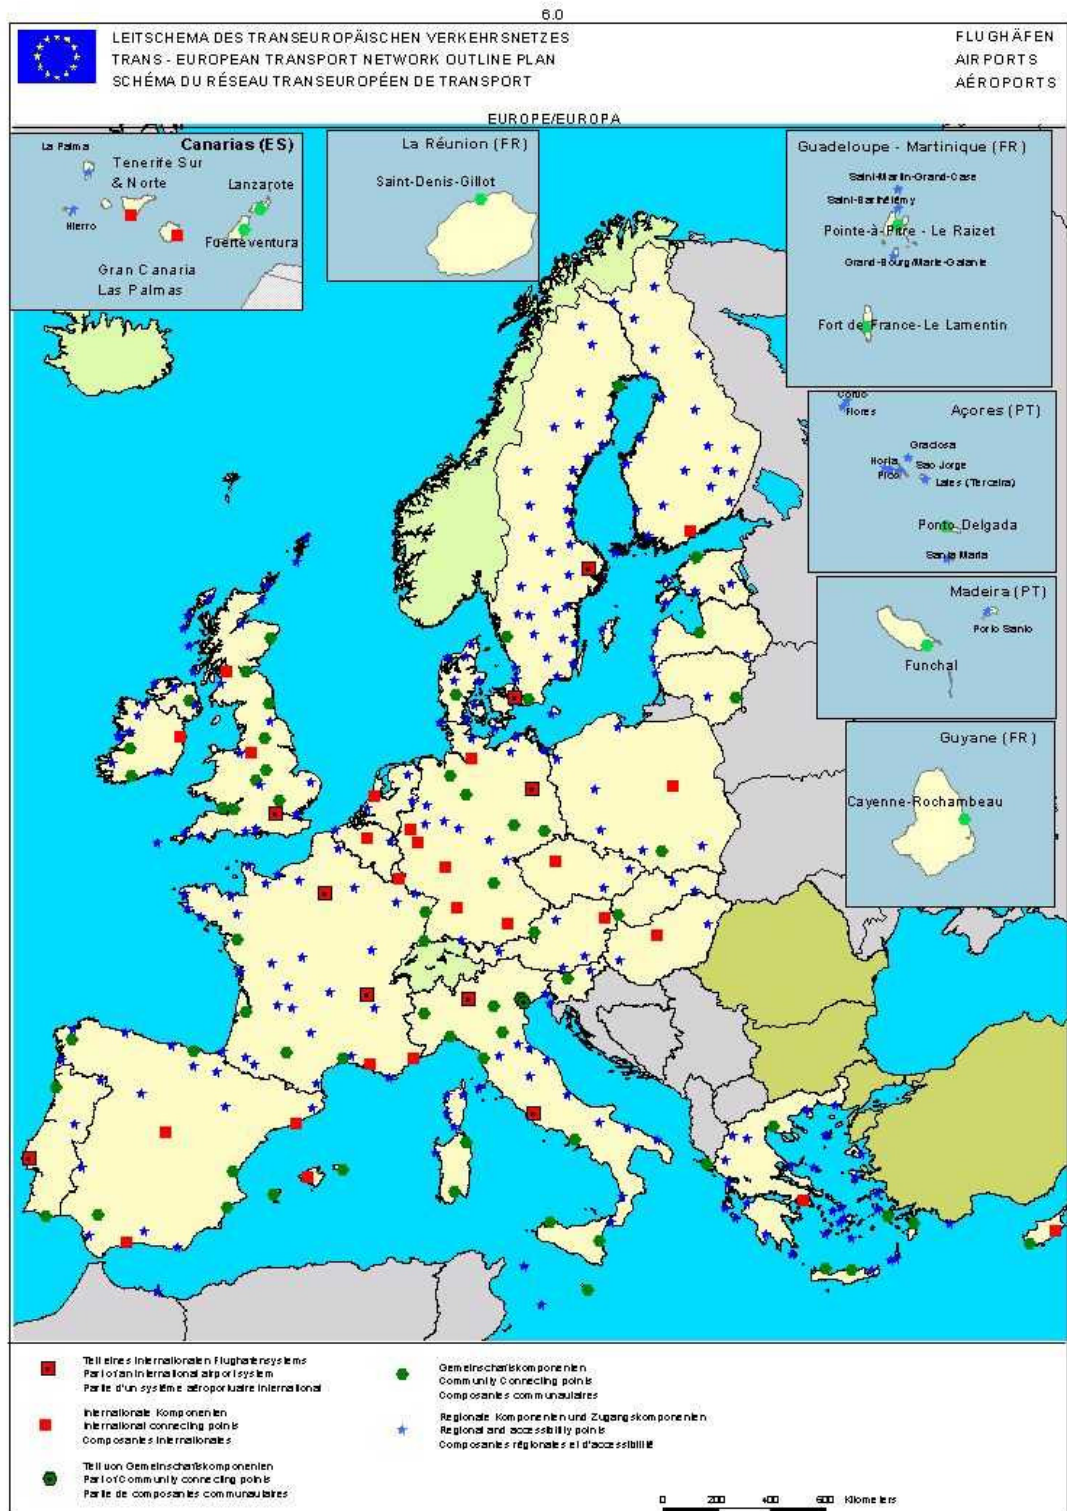 6.0
LEITSCHEMA DES TRANSEUROPÄISCHEN VERKEHRSNETZES
TRANS - EUROPEAN TRANSPORT NETWORK OUTLINE PLAN
SCHÉMA DU RÉSEAU TRANSEUROPÉEN DE TRANSPORT
FLUGHÄFEN
AIRPORTS
AÉROPORTS
EUROPE/EUROPA
Canarias (ES)
La Palma
Tenerife Sur
& Norte
Lanzarote
Hierro
Fuerteventura
Gran Canaria
Las Palmas
La Réunion (FR)
Saint-Denis-Gillot
Guadeloupe - Martinique (FR)
Saint-Martin-Grand-Case
Saint-Barthélémy
Pointe-à-Pitre - Le Raizet
Grand-Bourg/Marie-Galante
Fort de France-Le Lamentin
Açores (PT)
Corvo
Flores
Graciosa
Horta
Sao Jorge
Pico
Lajes (Terceira)
Ponto Delgada
Santa Maria
Madeira (PT)
Porto Santo
Funchal
Guyane (FR)
Cayenne-Rochambeau
Teil eines Internationalen Flughafensystems
Part of an international airport system
Partie d'un système aéroportuaire international
Internationale Komponenten
International connecting points
Composantes internationales
Teil von Gemeinschaftskomponenten
Part of Community connecting points
Partie de composantes communautaires
Gemeinschaftskomponenten
Community Connecting points
Composantes communautaires
Regionale Komponenten und Zugangskomponenten
Regional and accessibility points
Composantes régionales et d'accessibilité
0 200 400 600 Kilometers